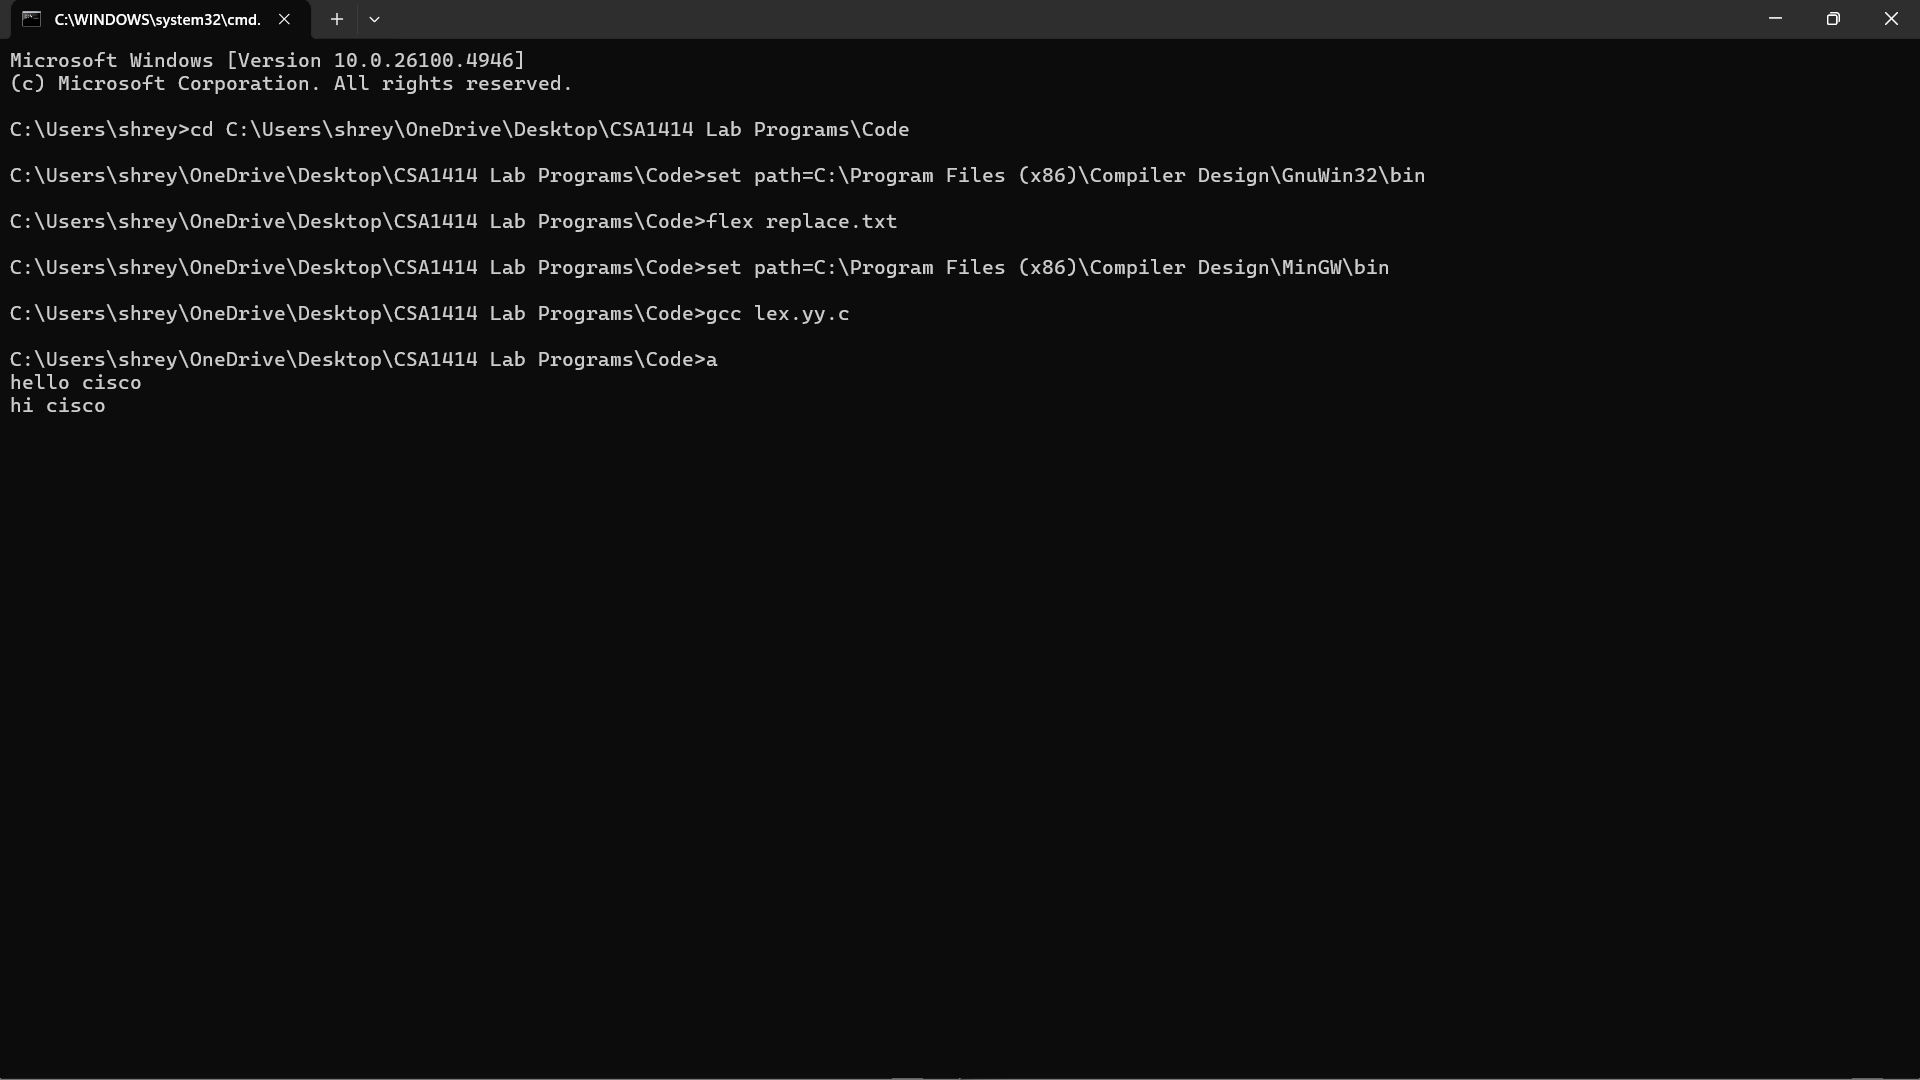 C:\WINDOWS\system32\cmd.
Microsoft Windows [Version 10.0.26100.4946]
(c) Microsoft Corporation. All rights reserved.
C:\Users\shrey>cd C:\Users\shrey\OneDrive\Desktop\CSA1414 Lab Programs\Code
C:\Users\shrey\OneDrive\Desktop\CSA1414 Lab Programs\Code>set path=C:\Program Files (x86)\Compiler Design\GnuWin32\bin
C:\Users\shrey\OneDrive\Desktop\CSA1414 Lab Programs\Code>flex replace.txt
C:\Users\shrey\OneDrive\Desktop\CSA1414 Lab Programs\Code>set path=C:\Program Files (x86)\Compiler Design\MinGW\bin
C:\Users\shrey\OneDrive\Desktop\CSA1414 Lab Programs\Code>gcc lex.yy.c
C:\Users\shrey\OneDrive\Desktop\CSA1414 Lab Programs\Code>a
hello cisco
hi cisco